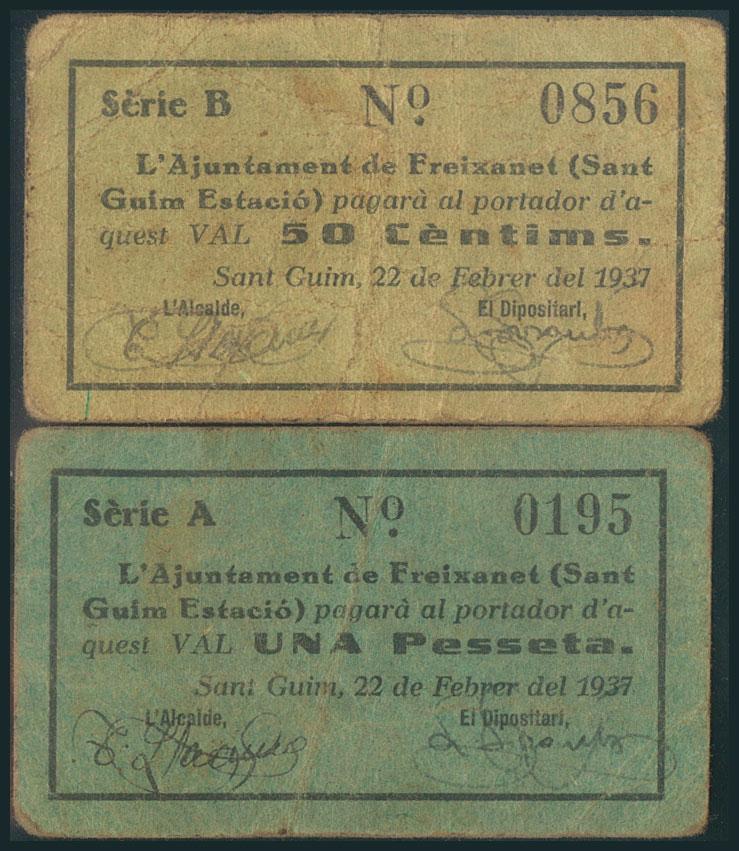 Sèrie B Nº. 0856
L'Ajuntament de Freixanet (Sant
Guim Estació) pagarà al portador d'a-
quest VAL 50 Cèntims.
Sant Guim, 22 de Febrer del 1937
L'Alcalde, El Dipositari,
Sèrie A Nº. 0195
L'Ajuntament de Freixanet (Sant
Guim Estació) pagarà al portador d'a-
quest VAL UNA Pesseta.
Sant Guim, 22 de Febrer del 1937
L'Alcalde, El Dipositari,